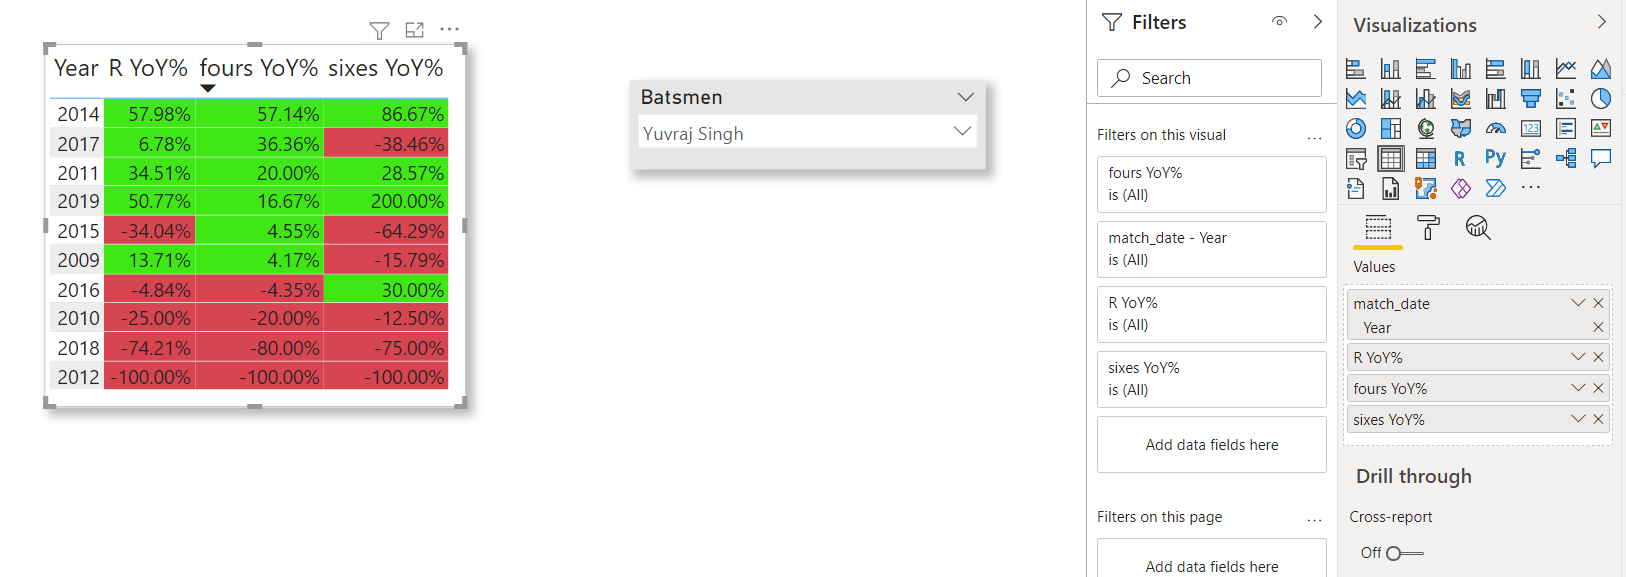 Year R YoY% fours YoY% sixes YoY%
2014 57.98% 57.14% 86.67%
2017 6.78% 36.36% -38.46%
2011 34.51% 20.00% 28.57%
2019 50.77% 16.67% 200.00%
2015 -34.04% 4.55% -64.29%
2009 13.71% 4.17% -15.79%
2016 -4.84% -4.35% 30.00%
2010 -25.00% -20.00% -12.50%
2018 -74.21% -80.00% -75.00%
2012 -100.00% -100.00% -100.00%
Batsmen
Yuvraj Singh
Filters
Search
Filters on this visual ...
fours YoY%
is (All)
match_date - Year
is (All)
R YoY%
is (All)
sixes YoY%
is (All)
Add data fields here
Filters on this page ...
Add data fields here
Visualizations
123
R Py
...
Values
match_date
Year
R YoY%
fours YoY%
sixes YoY%
Drill through
Cross-report
Off